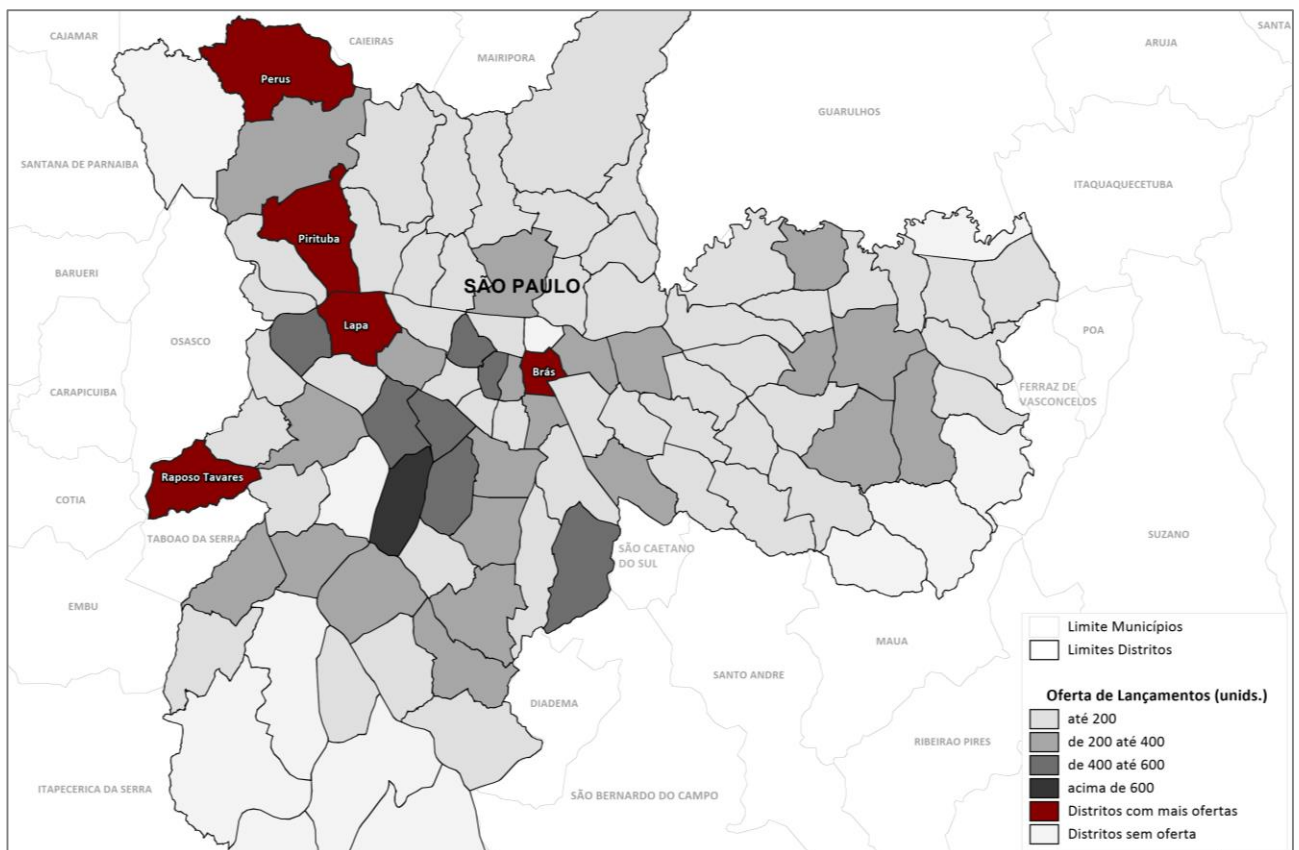 CAJAMAR
CAIEIRAS
MAIRIPORA
ARUJA
SANTA
Perus
GUARULHOS
SANTANA DE PARNAIBA
ITAQUAQUECETUBA
Pirituba
BARUERI
SÃO PAULO
Lapa
POA
OSASCO
Brás
CARAPICUIBA
FERRAZ DE
VASCONCELOS
Raposo Tavares
COTIA
TABOAO DA SERRA
SUZANO
SÃO CAETANO
DO SUL
EMBU
MAUA
SANTO ANDRE
DIADEMA
RIBEIRAO PIRES
ITAPECERICA DA SERRA
SÃO BERNARDO DO CAMPO
Limite Municípios
Limites Distritos
Oferta de Lançamentos (unids.)
até 200
de 200 até 400
de 400 até 600
acima de 600
Distritos com mais ofertas
Distritos sem oferta